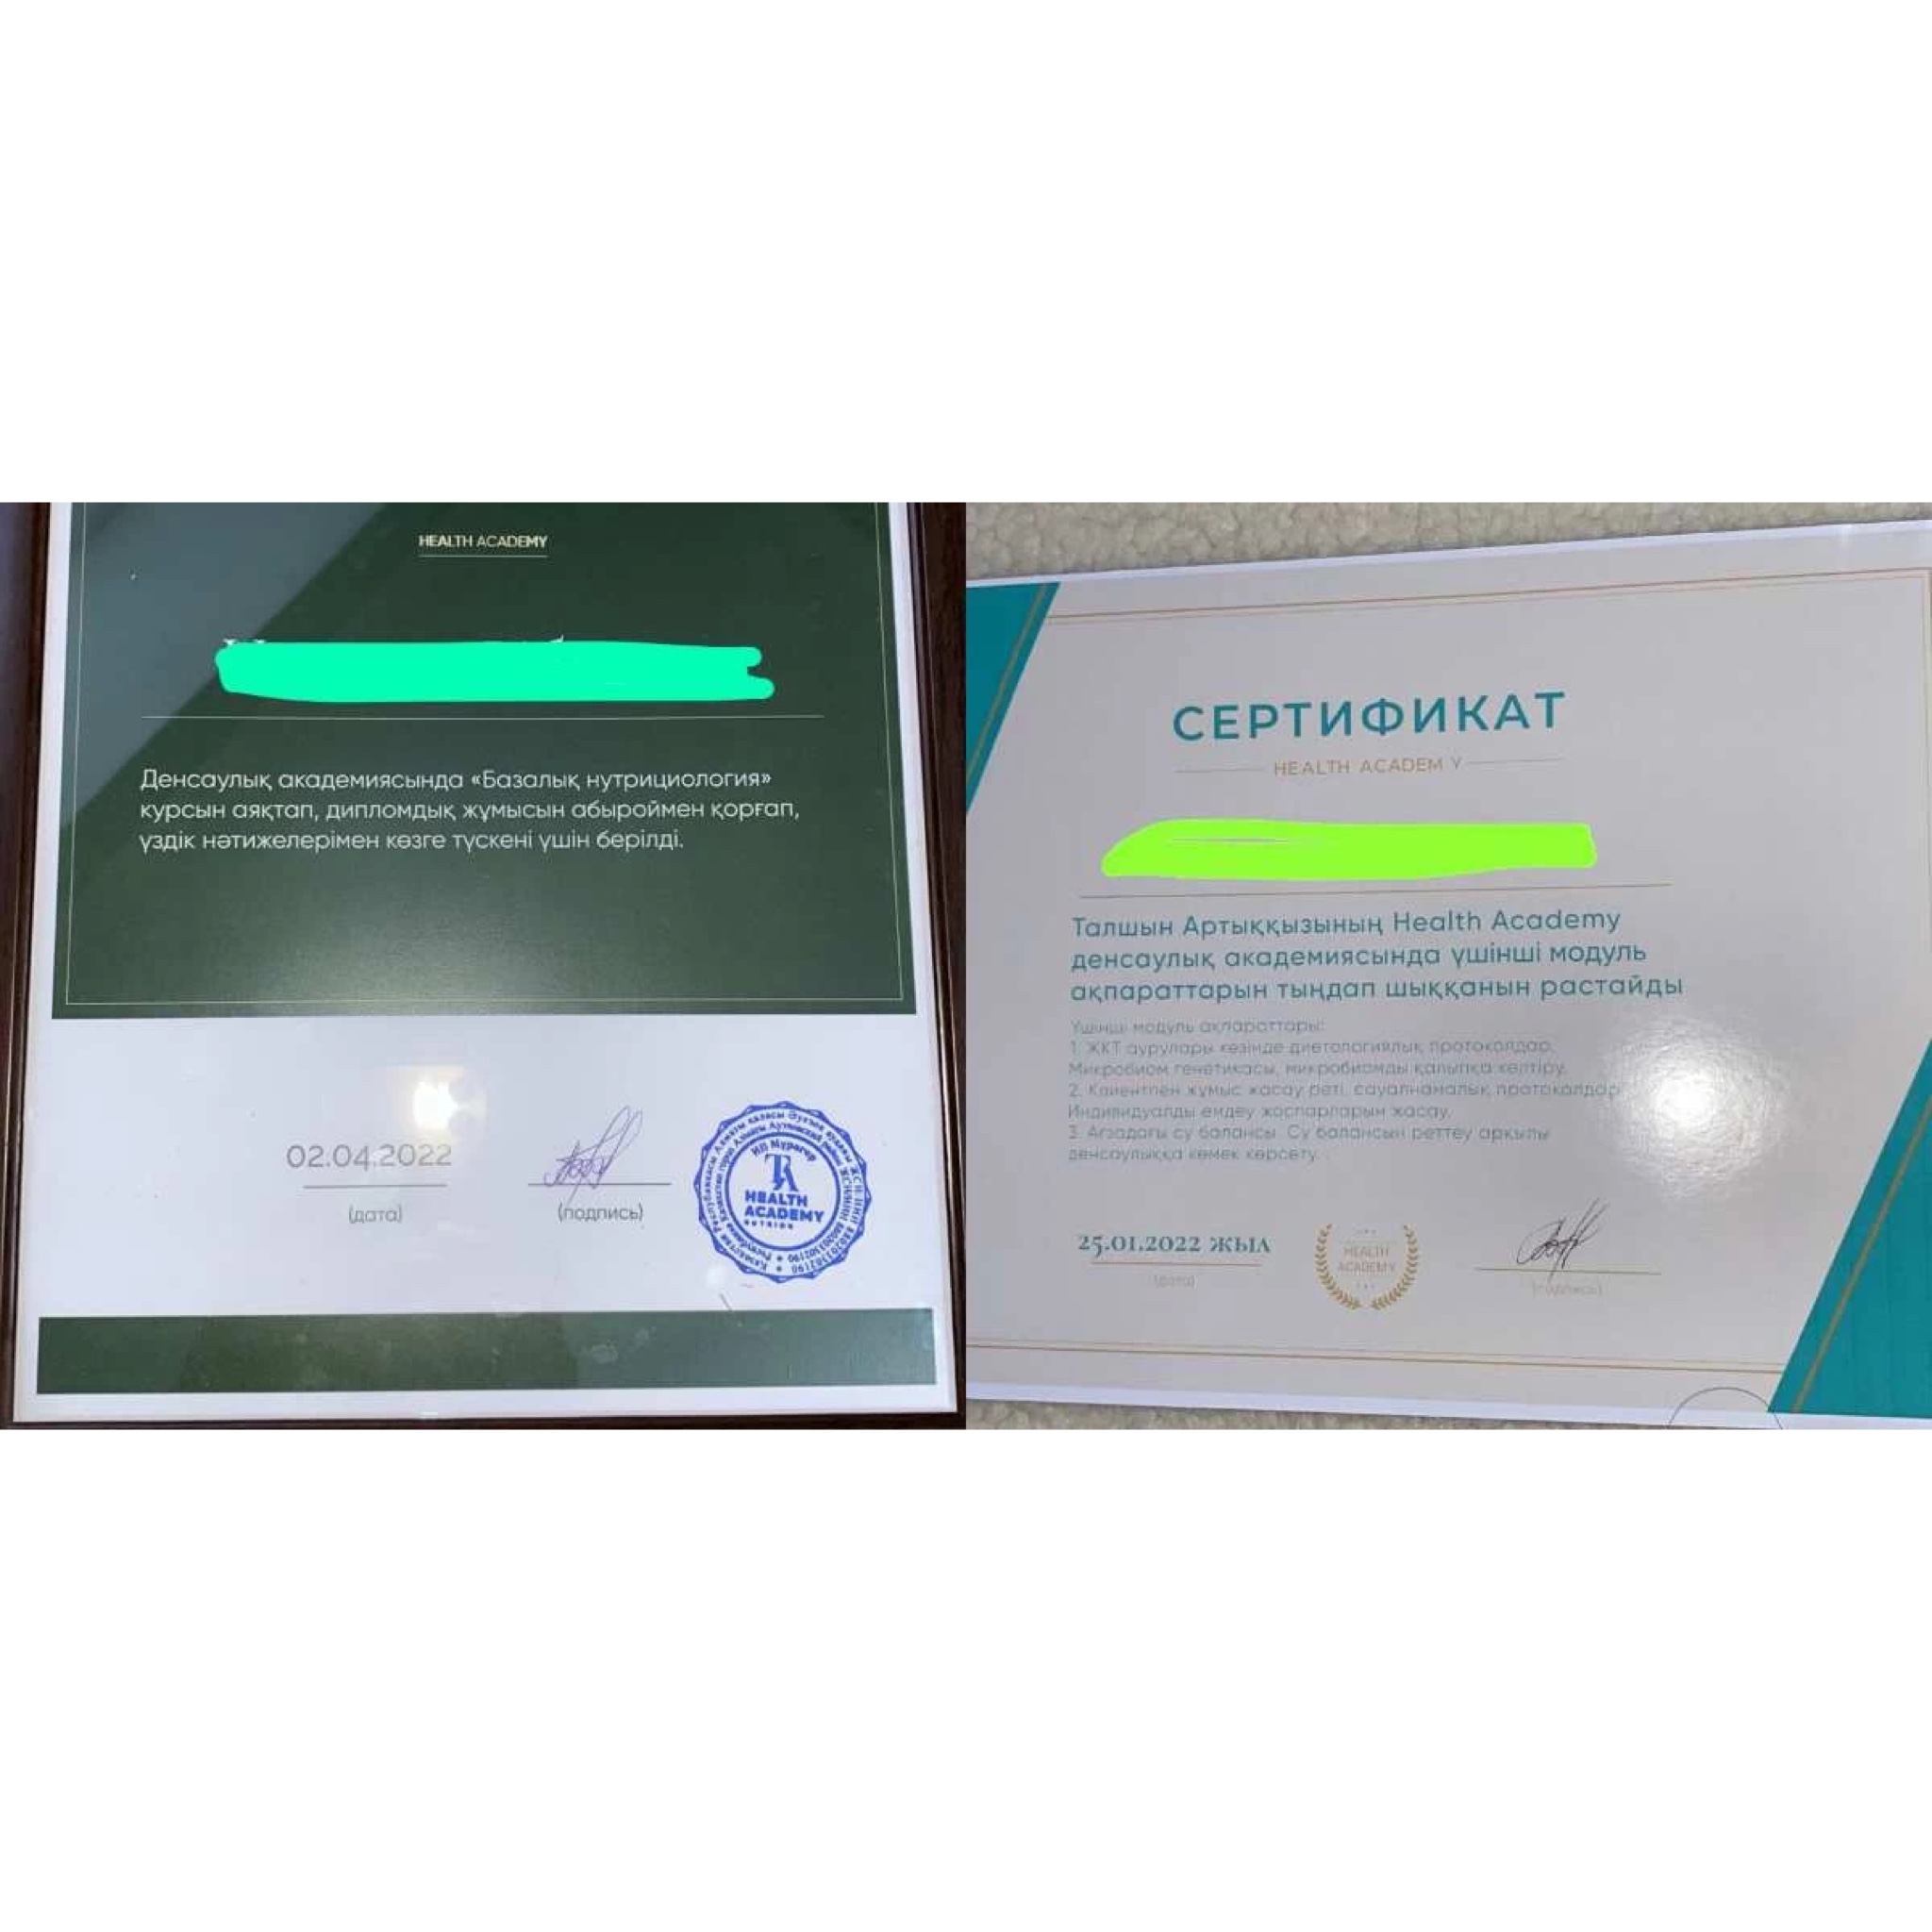 HEALTH ACADEMY
Денсаулық академиясында «Базалық нутрициология»
курсын аяқтап, дипломдық жұмысын абыроймен қорғап,
үздік нәтижелерімен көзге түскені үшін берілді.
02.04.2022
(дата)
(подпись)
ИП Мұрагер
HEALTH
ACADEMY
СЕРТИФИКАТ
HEALTH ACADEM Y
Талшын Артыққызының Health Academy
денсаулық академиясында үшінші модуль
ақпараттарын тыңдап шыққанын растайды
Үшінші модуль ақпараттары:
1. ЖКТ аурулары кезінде диетологиялық протоколдар.
Микробиом генетикасы, микробиомды қалыпқа келтіру.
2. Клиентпен жұмыс жасау реті, сауалнамалық протоколдар
Индивидуалды емдеу жоспарларын жасау.
3. Ағзадағы су балансы. Су балансын реттеу арқылы
денсаулыққа көмек көрсету.
25.01.2022 ЖЫЛ
(дата)
HEALTH
ACADEMY
(подпись)